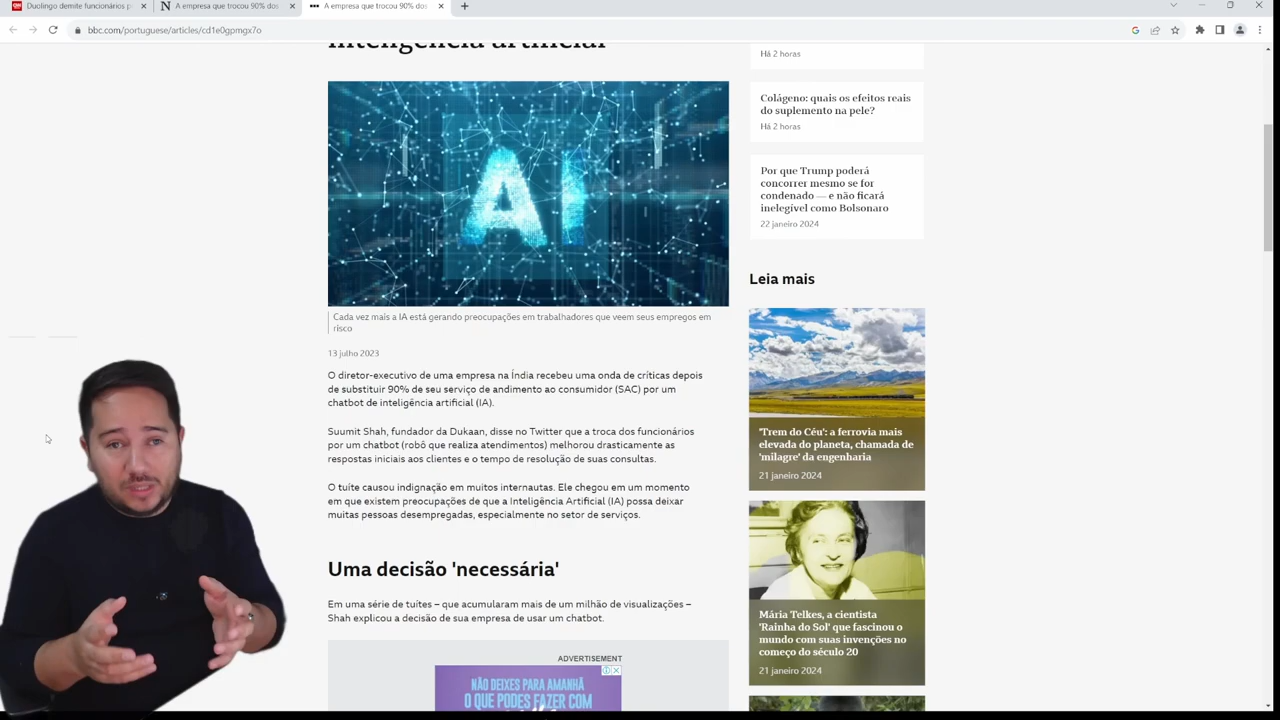 Duolingo demite funcionários p
A empresa que trocou 90% dos
A empresa que trocou 90% dos
bbc.com/portuguese/articles/cd1e0gpmgx7o
inteligência artificial
AI
Cada vez mais a IA está gerando preocupações em trabalhadores que veem seus empregos em
risco
13 julho 2023
O diretor-executivo de uma empresa na Índia recebeu uma onda de críticas depois
de substituir 90% de seu serviço de andimento ao consumidor (SAC) por um
chatbot de inteligência artificial (IA).
Suumit Shah, fundador da Dukaan, disse no Twitter que a troca dos funcionários
por um chatbot (robô que realiza atendimentos) melhorou drasticamente as
respostas iniciais aos clientes e o tempo de resolução de suas consultas.
O tuíte causou indignação em muitos internautas. Ele chegou em um momento
em que existem preocupações de que a Inteligência Artificial (IA) possa deixar
muitas pessoas desempregadas, especialmente no setor de serviços.
Uma decisão 'necessária'
Em uma série de tuítes – que acumularam mais de um milhão de visualizações –
Shah explicou a decisão de sua empresa de usar um chatbot.
ADVERTISEMENT
NÃO DEIXES PARA AMANHÃ
O QUE PODES FAZER COM
Há 2 horas
Colágeno: quais os efeitos reais
do suplemento na pele?
Há 2 horas
Por que Trump poderá
concorrer mesmo se for
condenado — e não ficará
inelegível como Bolsonaro
22 janeiro 2024
Leia mais
'Trem do Céu': a ferrovia mais
elevada do planeta, chamada de
'milagre' da engenharia
21 janeiro 2024
Mária Telkes, a cientista
'Rainha do Sol' que fascinou o
mundo com suas invenções no
começo do século 20
21 janeiro 2024